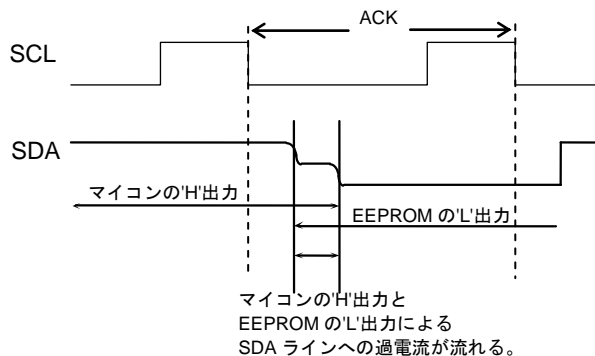 ACK
SCL
SDA
マイコンの'H'出力
EEPROM の'L'出力
マイコンの'H'出力と
EEPROM の'L'出力による
SDA ラインへの過電流が流れる。